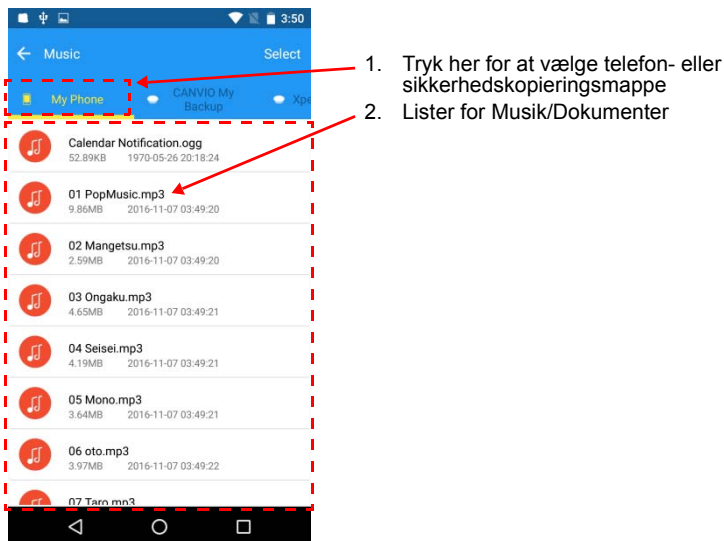 3:50
Music
Select
My Phone
CANVIO My
Backup
Xpe
Calendar Notification.ogg
52.89KB 1970-05-26 20:18:24
01 PopMusic.mp3
9.86MB 2016-11-07 03:49:20
02 Mangetsu.mp3
2.59MB 2016-11-07 03:49:20
03 Ongaku.mp3
4.65MB 2016-11-07 03:49:21
04 Seisei.mp3
4.19MB 2016-11-07 03:49:21
05 Mono.mp3
3.64MB 2016-11-07 03:49:21
06 oto.mp3
3.97MB 2016-11-07 03:49:22
07 Taro.mp3
1. Tryk her for at vælge telefon- eller
sikkerhedskopieringsmappe
2. Lister for Musik/Dokumenter